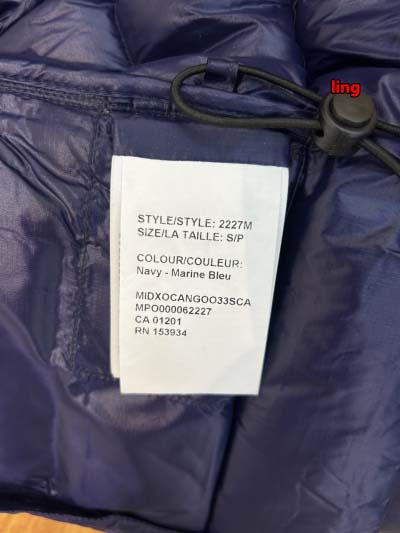 ling
STYLE/STYLE: 2227M
SIZE/LA TAILLE: S/P
COLOUR/COULEUR:
Navy - Marine Bleu
MIDXOCANGOO33SCA
MPO000062227
CA 01201
RN 153934